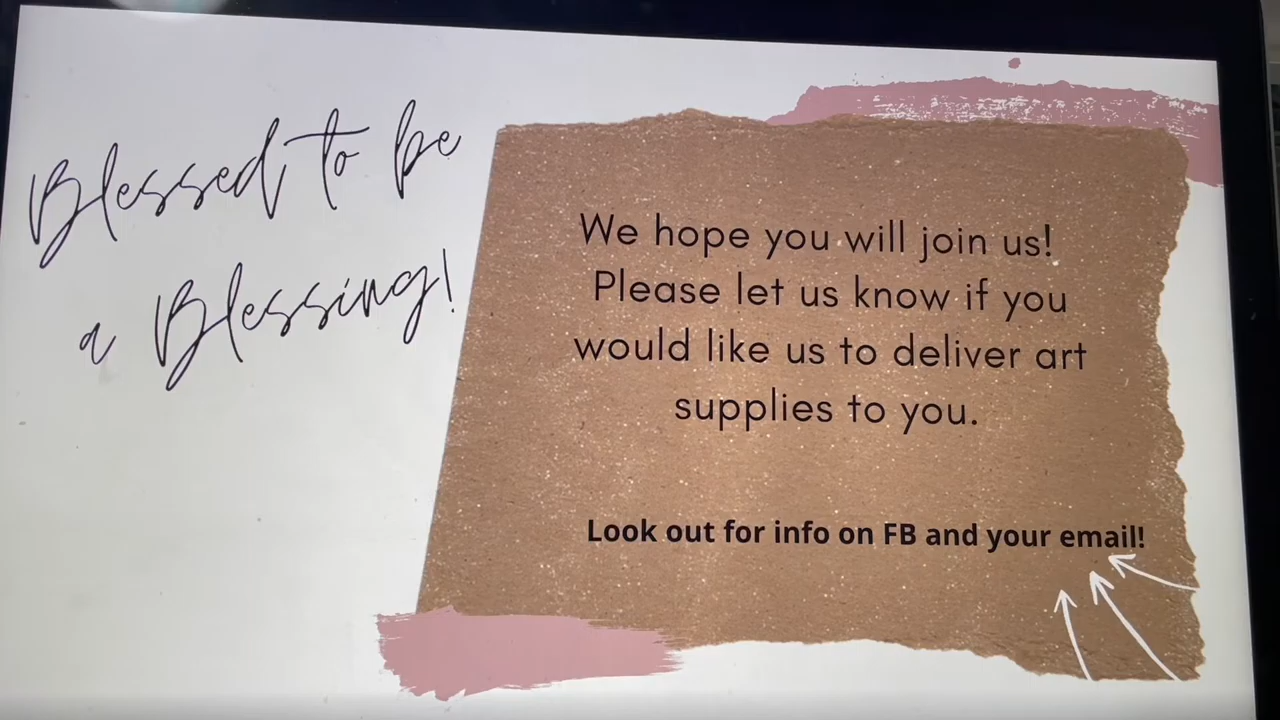 Blessed to be
a Blessing!
We hope you will join us!
Please let us know if you
would like us to deliver art
supplies to you.
Look out for info on FB and your email!